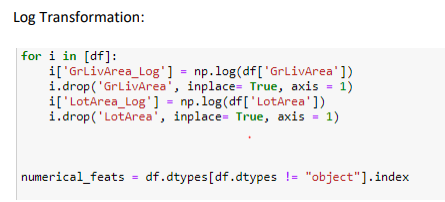 Log Transformation:
for i in [df]:
    i['GrLivArea_Log'] = np.log(df['GrLivArea'])
    i.drop('GrLivArea', inplace= True, axis = 1)
    i['LotArea_Log'] = np.log(df['LotArea'])
    i.drop('LotArea', inplace= True, axis = 1)
numerical_feats = df.dtypes[df.dtypes != "object"].index